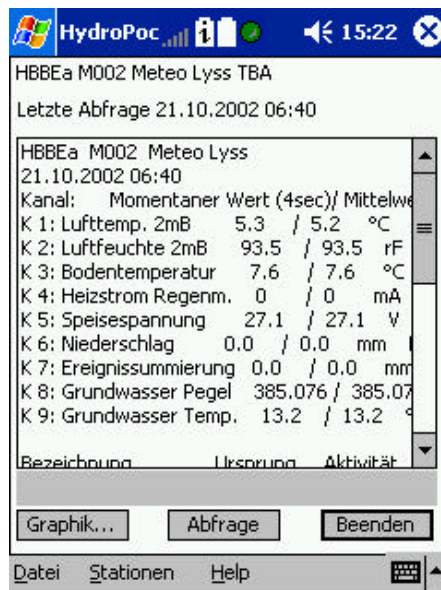 HydroPoc 15:22
HBBEa M002 Meteo Lyss TBA
Letzte Abfrage 21.10.2002 06:40
HBBEa M002 Meteo Lyss
21.10.2002 06:40
Kanal: Momentaner Wert (4sec)/ Mittelwe
K 1: Lufttemp. 2mB 5.3 / 5.2 °C
K 2: Luftfeuchte 2mB 93.5 / 93.5 rF
K 3: Bodentemperatur 7.6 / 7.6 °C
K 4: Heizstrom Regenm. 0 / 0 mA
K 5: Speisespannung 27.1 / 27.1 V
K 6: Niederschlag 0.0 / 0.0 mm
K 7: Ereignissummierung 0.0 / 0.0 mm
K 8: Grundwasser Pegel 385.076 / 385.07
K 9: Grundwasser Temp. 13.2 / 13.2 °
Bezeichnung Ursprung Aktivität
Graphik... Abfrage Beenden
Datei Stationen Help